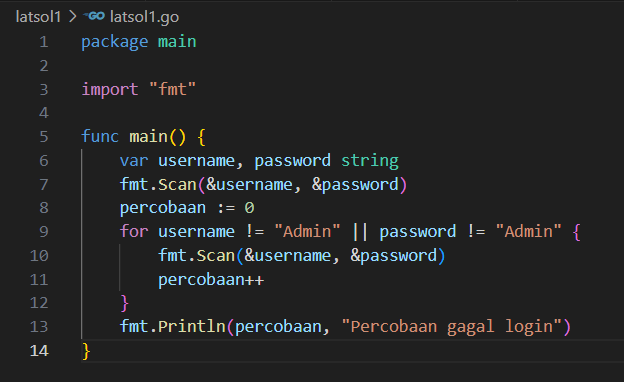 latsol1 > GO latsol1.go
1 package main
2
3 import "fmt"
4
5 func main() {
6     var username, password string
7     fmt.Scan(&username, &password)
8     percobaan := 0
9     for username != "Admin" || password != "Admin" {
10         fmt.Scan(&username, &password)
11         percobaan++
12     }
13     fmt.Println(percobaan, "Percobaan gagal login")
14 }